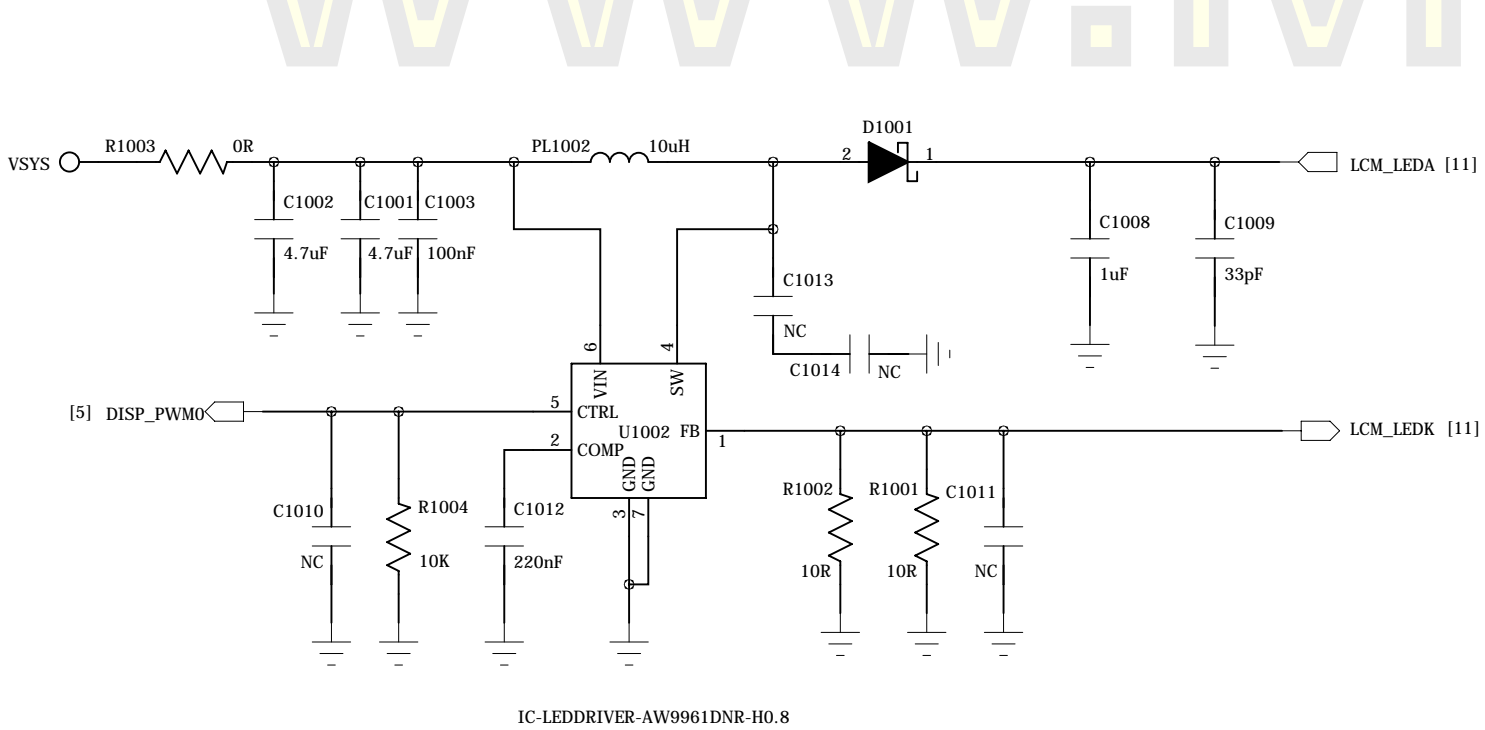 WWW.
R1003 0R
PL1002 10uH
D1001
VSYS
2 1
LCM_LEDA [11]
C1002 C1001 C1003
4.7uF 4.7uF 100nF
C1008 C1009
1uF 33pF
C1013
NC
C1014 NC
6 4
VIN SW
[5] DISP_PWM0
5 CTRL
U1002 FB
1
2 COMP
GND GND
3 7
LCM_LEDK [11]
C1010
NC
R1004
10K
C1012
220nF
R1002 R1001 C1011
10R 10R NC
IC-LEDDRIVER-AW9961DNR-H0.8